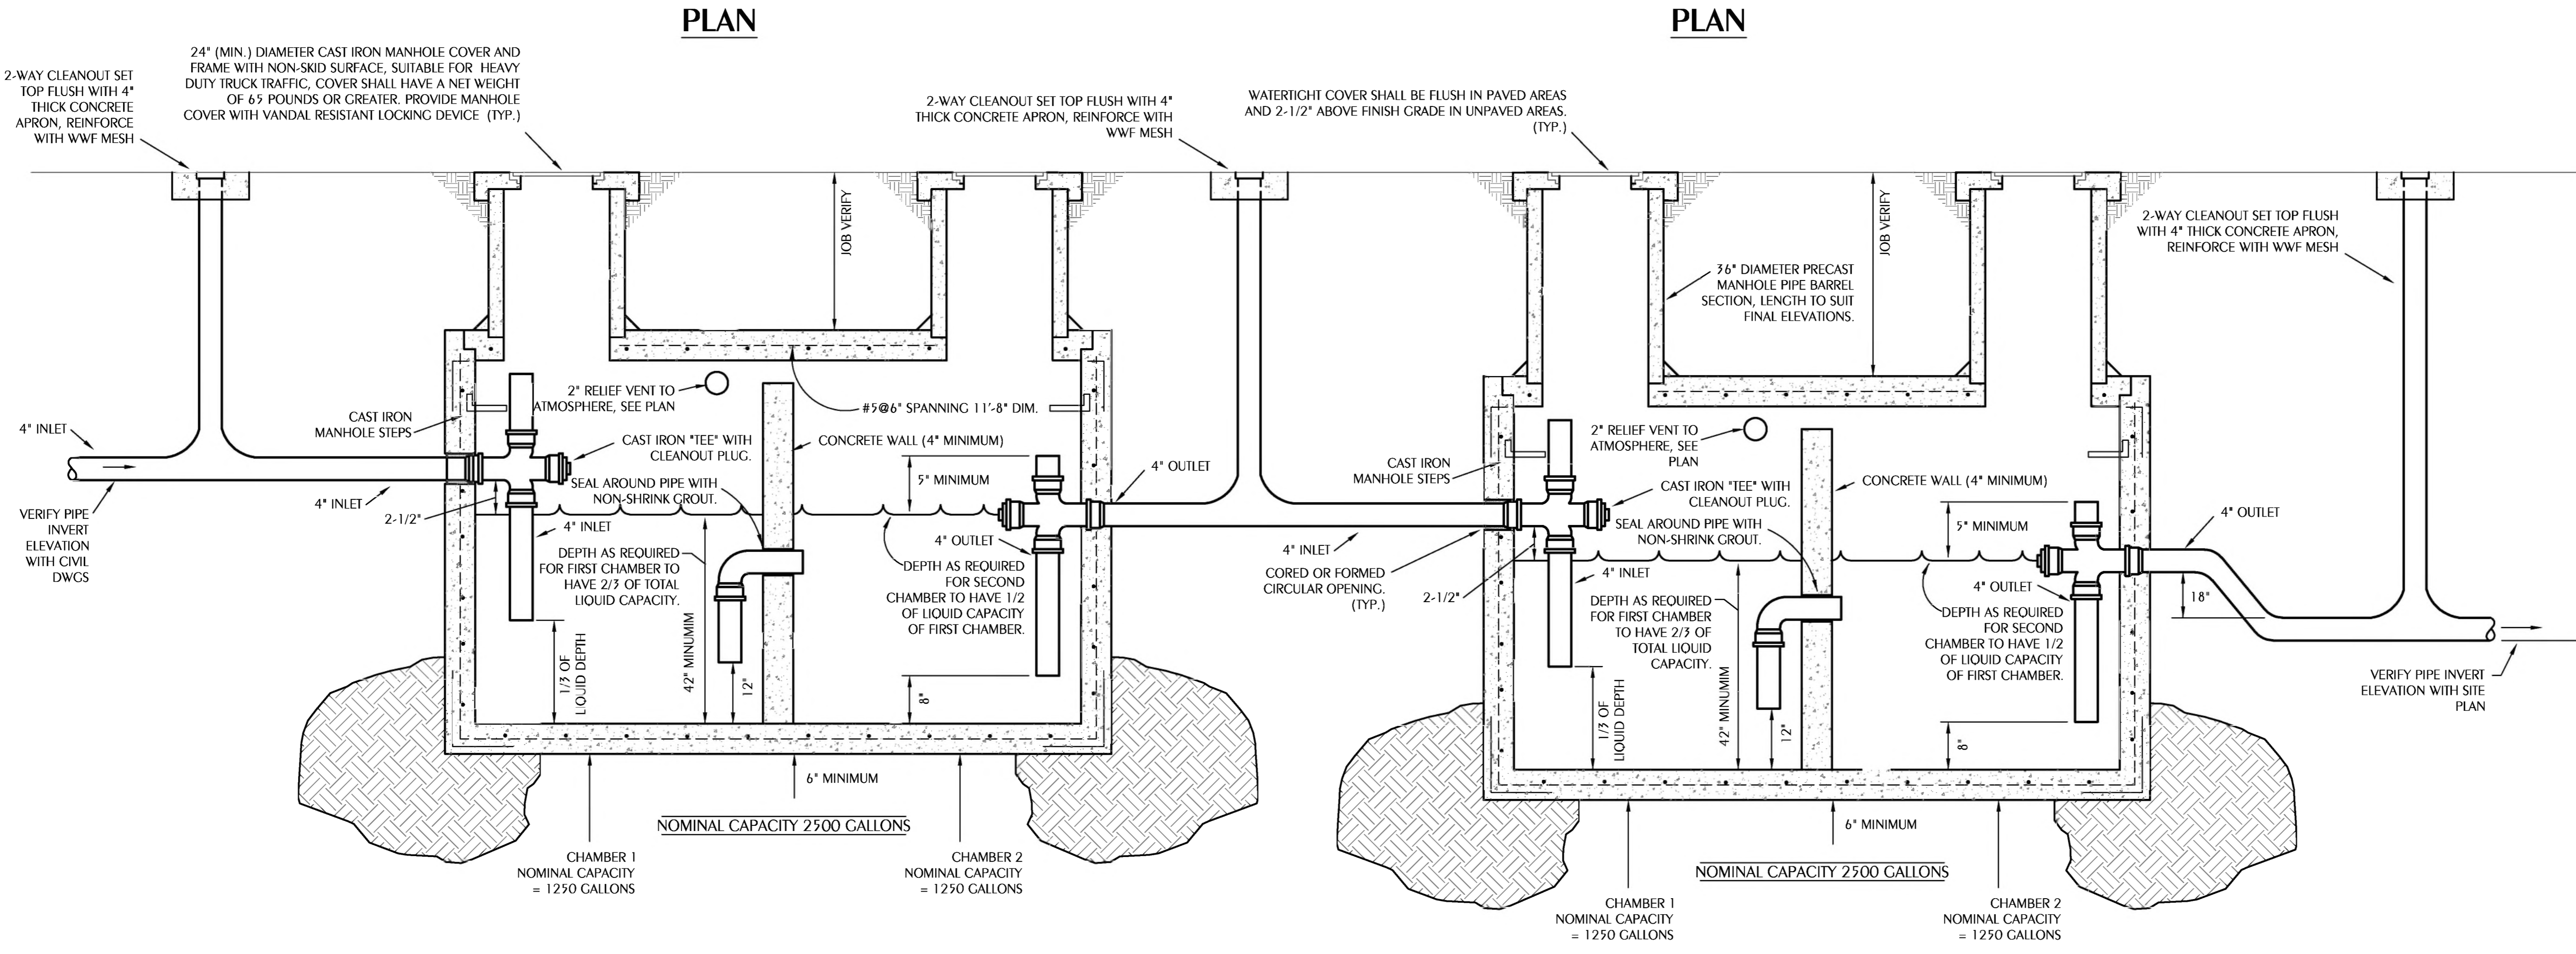 PLAN
PLAN
24" (MIN.) DIAMETER CAST IRON MANHOLE COVER AND
FRAME WITH NON-SKID SURFACE, SUITABLE FOR HEAVY
DUTY TRUCK TRAFFIC, COVER SHALL HAVE A NET WEIGHT
OF 65 POUNDS OR GREATER. PROVIDE MANHOLE
COVER WITH VANDAL RESISTANT LOCKING DEVICE (TYP.)
2-WAY CLEANOUT SET
TOP FLUSH WITH 4"
THICK CONCRETE
APRON, REINFORCE
WITH WWF MESH
2-WAY CLEANOUT SET TOP FLUSH WITH 4"
THICK CONCRETE APRON, REINFORCE WITH
WWF MESH
WATERTIGHT COVER SHALL BE FLUSH IN PAVED AREAS
AND 2-1/2" ABOVE FINISH GRADE IN UNPAVED AREAS.
(TYP.)
JOB VERIFY
JOB VERIFY
2-WAY CLEANOUT SET TOP FLUSH
WITH 4" THICK CONCRETE APRON,
REINFORCE WITH WWF MESH
36" DIAMETER PRECAST
MANHOLE PIPE BARREL
SECTION, LENGTH TO SUIT
FINAL ELEVATIONS.
2" RELIEF VENT TO
ATMOSPHERE, SEE PLAN
#5@6" SPANNING 11'-8" DIM.
CAST IRON
MANHOLE STEPS
4" INLET
CAST IRON "TEE" WITH
CLEANOUT PLUG.
CONCRETE WALL (4" MINIMUM)
5" MINIMUM
4" OUTLET
SEAL AROUND PIPE WITH
NON-SHRINK GROUT.
4" INLET
2-1/2"
VERIFY PIPE
INVERT
ELEVATION
WITH CIVIL
DWGS
4" INLET
DEPTH AS REQUIRED
FOR FIRST CHAMBER TO
HAVE 2/3 OF TOTAL
LIQUID CAPACITY.
4" OUTLET
DEPTH AS REQUIRED
FOR SECOND
CHAMBER TO HAVE 1/2
OF LIQUID CAPACITY
OF FIRST CHAMBER.
1/3 OF
LIQUID DEPTH
42" MINUMIM
12"
8"
6" MINIMUM
NOMINAL CAPACITY 2500 GALLONS
CHAMBER 1
NOMINAL CAPACITY
= 1250 GALLONS
CHAMBER 2
NOMINAL CAPACITY
= 1250 GALLONS
2" RELIEF VENT TO
ATMOSPHERE, SEE
PLAN
CAST IRON
MANHOLE STEPS
CAST IRON "TEE" WITH
CLEANOUT PLUG.
CONCRETE WALL (4" MINIMUM)
5" MINIMUM
4" OUTLET
SEAL AROUND PIPE WITH
NON-SHRINK GROUT.
4" INLET
CORED OR FORMED
CIRCULAR OPENING.
(TYP.)
2-1/2"
4" INLET
DEPTH AS REQUIRED
FOR FIRST CHAMBER
TO HAVE 2/3 OF
TOTAL LIQUID
CAPACITY.
4" OUTLET
DEPTH AS REQUIRED
FOR SECOND
CHAMBER TO HAVE 1/2
OF LIQUID CAPACITY
OF FIRST CHAMBER.
18"
VERIFY PIPE INVERT
ELEVATION WITH SITE
PLAN
1/3 OF
LIQUID DEPTH
42" MINUMIM
12"
8"
6" MINIMUM
NOMINAL CAPACITY 2500 GALLONS
CHAMBER 1
NOMINAL CAPACITY
= 1250 GALLONS
CHAMBER 2
NOMINAL CAPACITY
= 1250 GALLONS